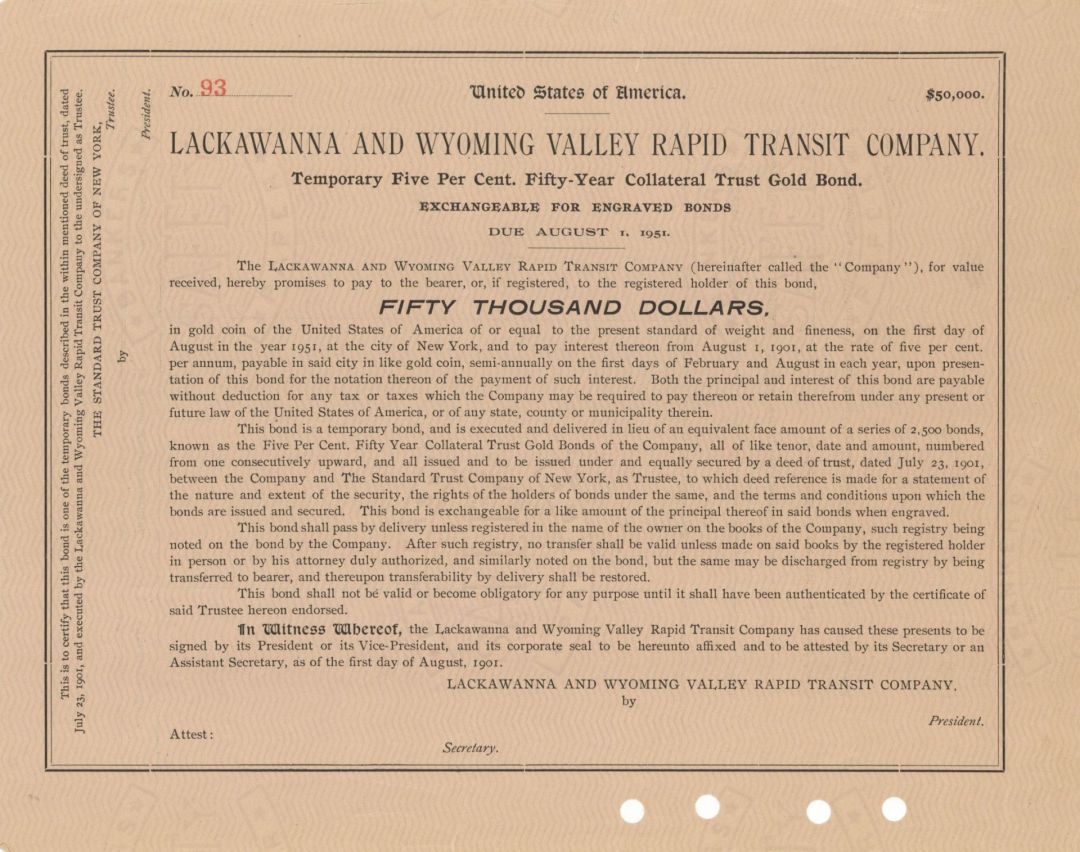 No. 93
United States of America.
$50,000.
LACKAWANNA AND WYOMING VALLEY RAPID TRANSIT COMPANY.
Temporary Five Per Cent. Fifty-Year Collateral Trust Gold Bond.
EXCHANGEABLE FOR ENGRAVED BONDS
DUE AUGUST 1, 1951.
The LACKAWANNA AND WYOMING VALLEY RAPID TRANSIT COMPANY (hereinafter called the "Company"), for value
received, hereby promises to pay to the bearer, or, if registered, to the registered holder of this bond,
FIFTY THOUSAND DOLLARS,
in gold coin of the United States of America of or equal to the present standard of weight and fineness, on the first day of
August in the year 1951, at the city of New York, and to pay interest thereon from August 1, 1901, at the rate of five per cent.
per annum, payable in said city in like gold coin, semi-annually on the first days of February and August in each year, upon presen-
tation of this bond for the notation thereof of the payment of such interest. Both the principal and interest of this bond are payable
without deduction for any tax or taxes which the Company may be required to pay thereon or retain therefrom under any present or
future law of the United States of America, or of any state, county or municipality therein.
This bond is a temporary bond, and is executed and delivered in lieu of an equivalent face amount of a series of 2,500 bonds,
known as the Five Per Cent. Fifty Year Collateral Trust Gold Bonds of the Company, all of like tenor, date and amount, numbered
from one consecutively upward, and all issued and to be issued under and equally secured by a deed of trust, dated July 23, 1901,
between the Company and The Standard Trust Company of New York, as Trustee, to which deed reference is made for a statement of
the nature and extent of the security, the rights of the holders of bonds under the same, and the terms and conditions upon which the
bonds are issued and secured. This bond is exchangeable for a like amount of the principal thereof in said bonds when engraved.
This bond shall pass by delivery unless registered in the name of the owner on the books of the Company, such registry being
noted on the bond by the Company. After such registry, no transfer shall be valid unless made on said books by the registered holder
in person or by his attorney duly authorized, and similarly noted on the bond, but the same may be discharged from registry by being
transferred to bearer, and thereupon transferability by delivery shall be restored.
This bond shall not be valid or become obligatory for any purpose until it shall have been authenticated by the certificate of
said Trustee hereon endorsed.
In Witness Whereof, the Lackawanna and Wyoming Valley Rapid Transit Company has caused these presents to be
signed by its President or its Vice-President, and its corporate seal to be hereunto affixed and to be attested by its Secretary or an
Assistant Secretary, as of the first day of August, 1901.
LACKAWANNA AND WYOMING VALLEY RAPID TRANSIT COMPANY.
by
President.
Attest:
Secretary.
This is to certify that this bond is one of the temporary bonds described in the within mentioned deed of trust, dated
July 23, 1901, and executed by the Lackawanna and Wyoming Valley Rapid Transit Company to the undersigned as Trustee.
THE STANDARD TRUST COMPANY OF NEW YORK,
Trustee.
by
President.